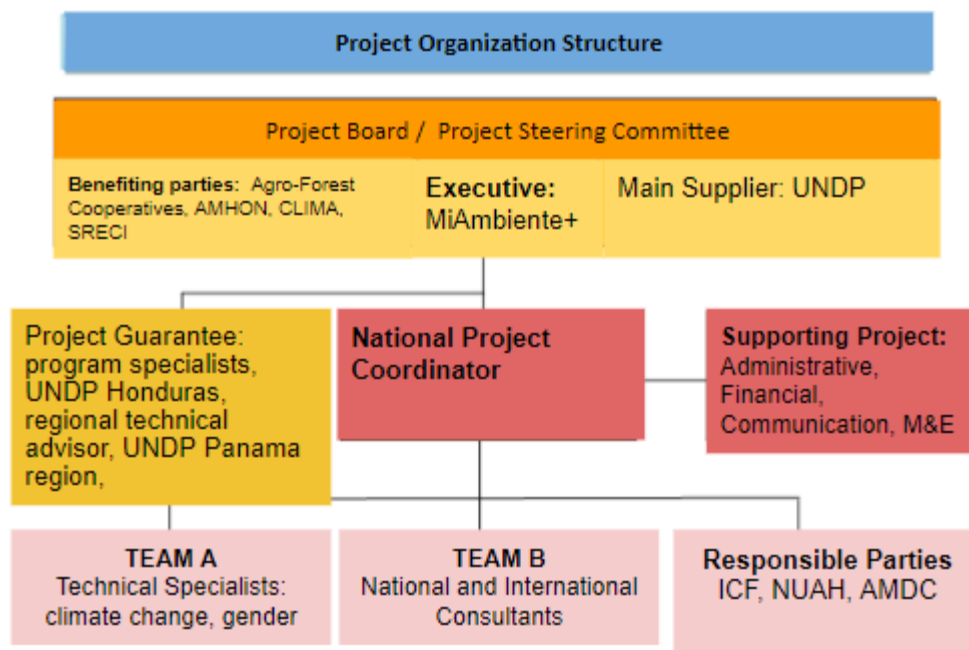 Project Organization Structure
Project Board / Project Steering Committee
Benefiting parties: Agro-Forest
Cooperatives, AMHON, CLIMA,
SRECI
Executive:
MiAmbiente+
Main Supplier: UNDP
Project Guarantee:
program specialists,
UNDP Honduras,
regional technical
advisor, UNDP Panama
region,
National Project
Coordinator
Supporting Project:
Administrative,
Financial,
Communication, M&E
TEAM A
Technical Specialists:
climate change, gender
TEAM B
National and International
Consultants
Responsible Parties
ICF, NUAH, AMDC